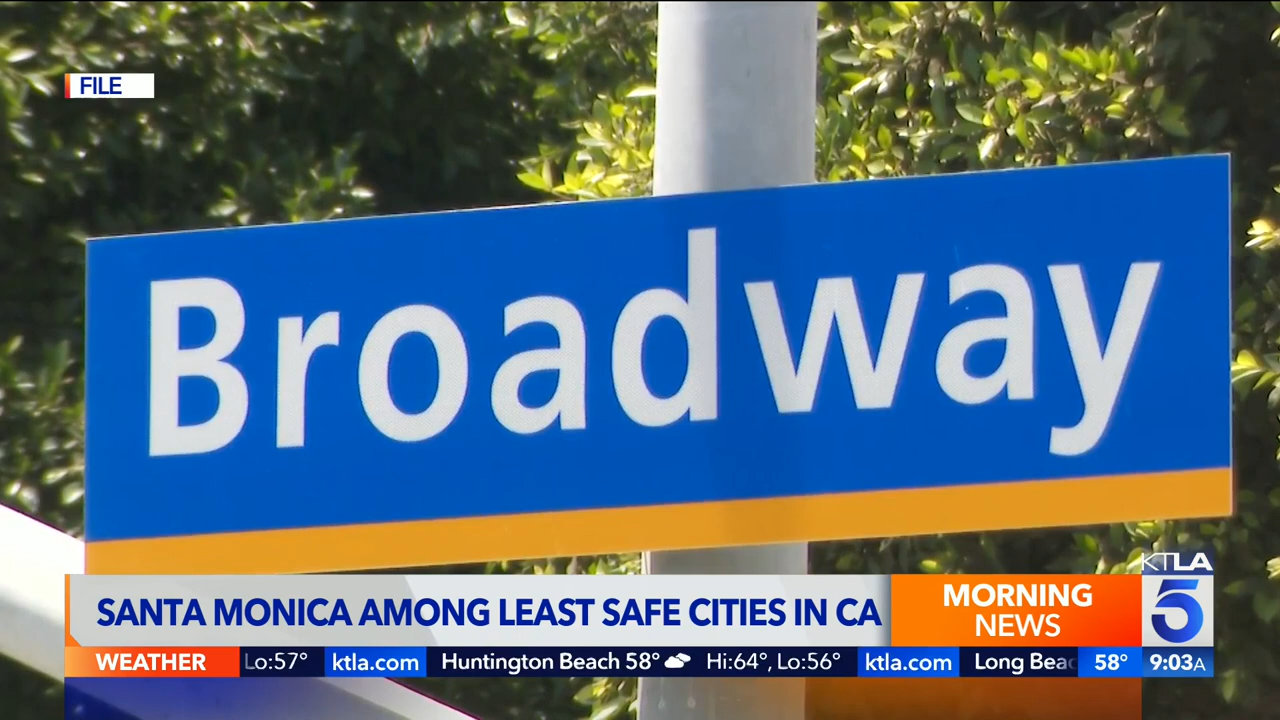 FILE
Broadway
SANTA MONICA AMONG LEAST SAFE CITIES IN CA
MORNING
NEWS
KTLA
5
WEATHER
Lo:57° ktla.com Huntington Beach 58° Hi:64°, Lo:56° ktla.com Long
58°
9:03A